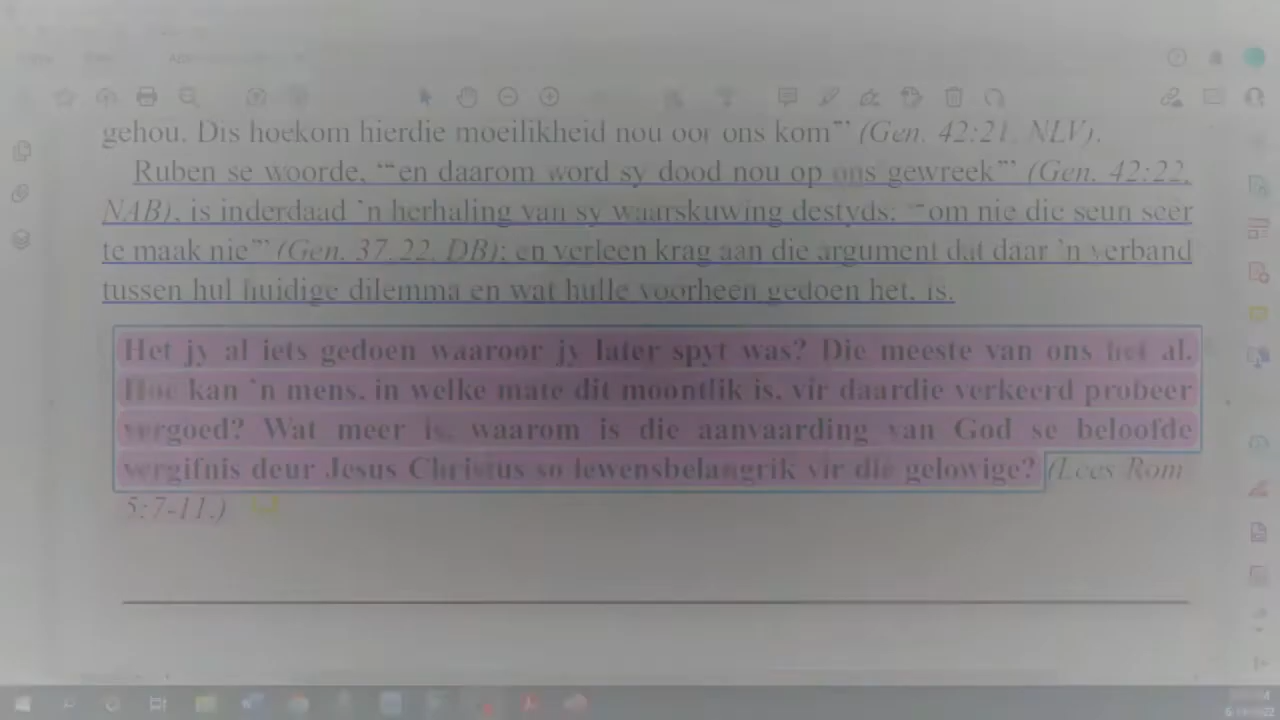 gehou. Dis hoekom hierdie moeilikheid nou oor ons kom”’ (Gen. 42:21, NLV).
Ruben se woorde, “‘en daarom word sy dood nou op ons gewreek”’ (Gen. 42:22,
NAB), is inderdaad ’n herhaling van sy waarskuwing destyds: “‘om nie die seun seer
te maak nie”’ (Gen. 37.22, DB); en verleen krag aan die argument dat daar ’n verband
tussen hul huidige dilemma en wat hulle voorheen gedoen het, is.
Het jy al iets gedoen waaroor jy later spyt was? Die meeste van ons het al.
Hoe kan ’n mens, in welke mate dit moontlik is, vir daardie verkeerd probeer
vergoed? Wat meer is, waarom is die aanvaarding van God se beloofde
vergifnis deur Jesus Christus so lewensbelangrik vir die gelowige? (Lees Rom
5:7-11.)